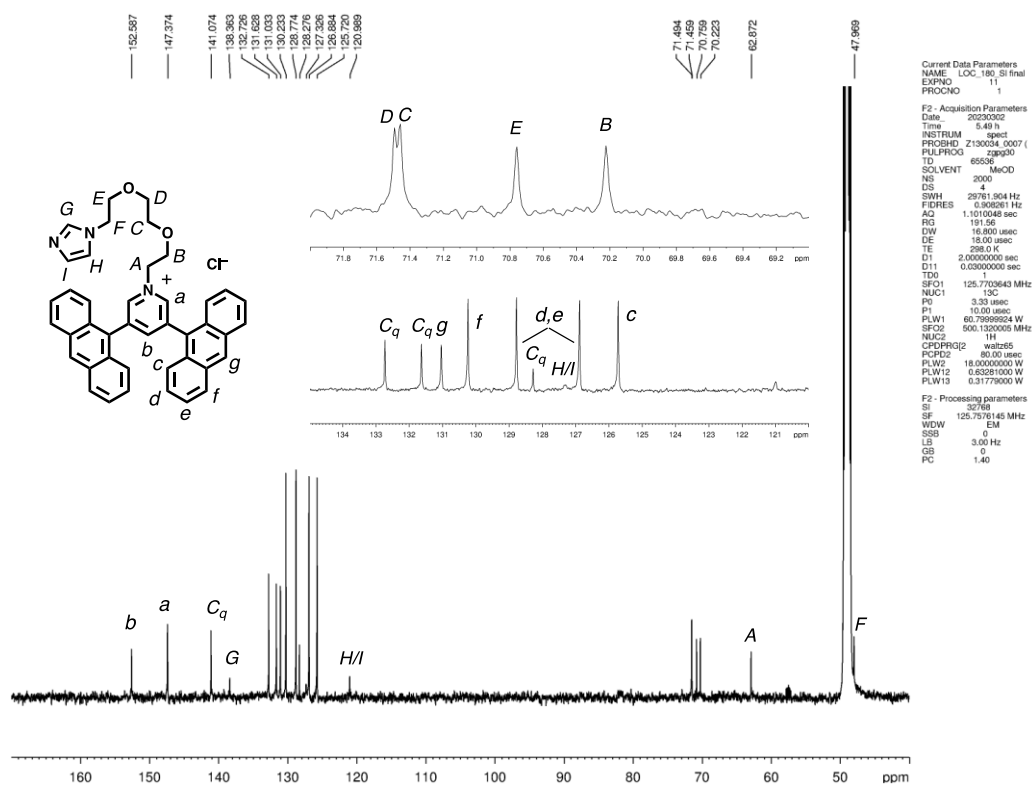 152.587
147.374
141.074
138.363
132.726
131.628
131.033
130.233
128.774
128.276
127.326
126.884
125.720
120.989
71.494
71.459
70.759
70.223
62.872
47.969
Current Data Parameters
NAME LOC_180_SI final
EXPNO 11
PROCNO 1
F2 - Acquisition Parameters
Date_ 20230302
Time 5.49 h
INSTRUM spect
PROBHD Z130034_0007 (
PULPROG zgpg30
TD 65536
SOLVENT MeOD
NS 2000
DS 4
SWH 29761.904 Hz
FIDRES 0.908261 Hz
AQ 1.1010048 sec
RG 191.56
DW 16.800 usec
DE 18.00 usec
TE 298.0 K
D1 2.00000000 sec
D11 0.03000000 sec
TD0 1
SFO1 125.7703643 MHz
NUC1 13C
P0 3.33 usec
P1 10.00 usec
PLW1 60.79999924 W
SFO2 500.1320005 MHz
NUC2 1H
CPDPRG[2 waltz65
PCPD2 80.00 usec
PLW2 18.00000000 W
PLW12 0.63281000 W
PLW13 0.31779000 W
F2 - Processing parameters
SI 32768
SF 125.7576145 MHz
WDW EM
SSB 0
LB 3.00 Hz
GB 0
PC 1.40
D C E B
71.8 71.6 71.4 71.2 71.0 70.8 70.6 70.4 70.2 70.0 69.8 69.6 69.4 69.2 ppm
Cq Cq g f d,e Cq H/I c
134 133 132 131 130 129 128 127 126 125 124 123 122 121 ppm
E O D
G
N F C O
N H B
I A
N + Cl–
a
b
c g
d f
e
b a Cq G H/I A F
160 150 140 130 120 110 100 90 80 70 60 50 ppm